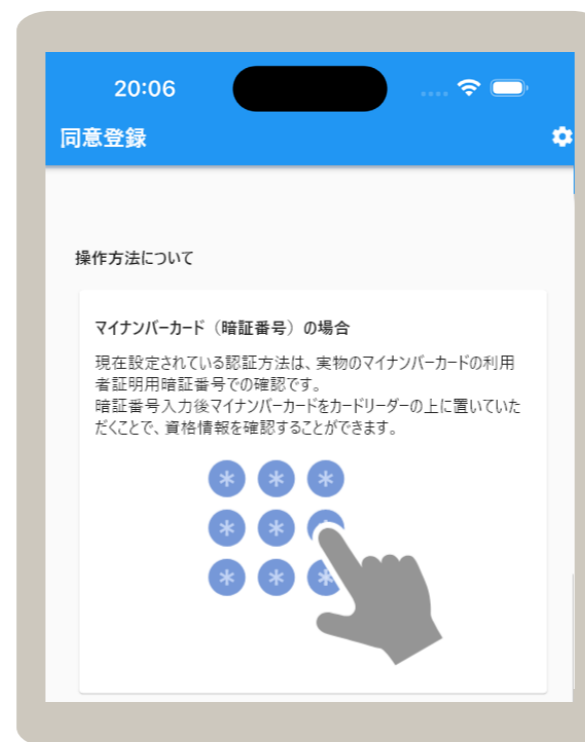 20:06
同意登録
操作方法について
マイナンバーカード（暗証番号）の場合
現在設定されている認証方法は、実物のマイナンバーカードの利用
者証明用暗証番号での確認です。
暗証番号入力後マイナンバーカードをカードリーダーの上に置いていた
だくことで、資格情報を確認することができます。